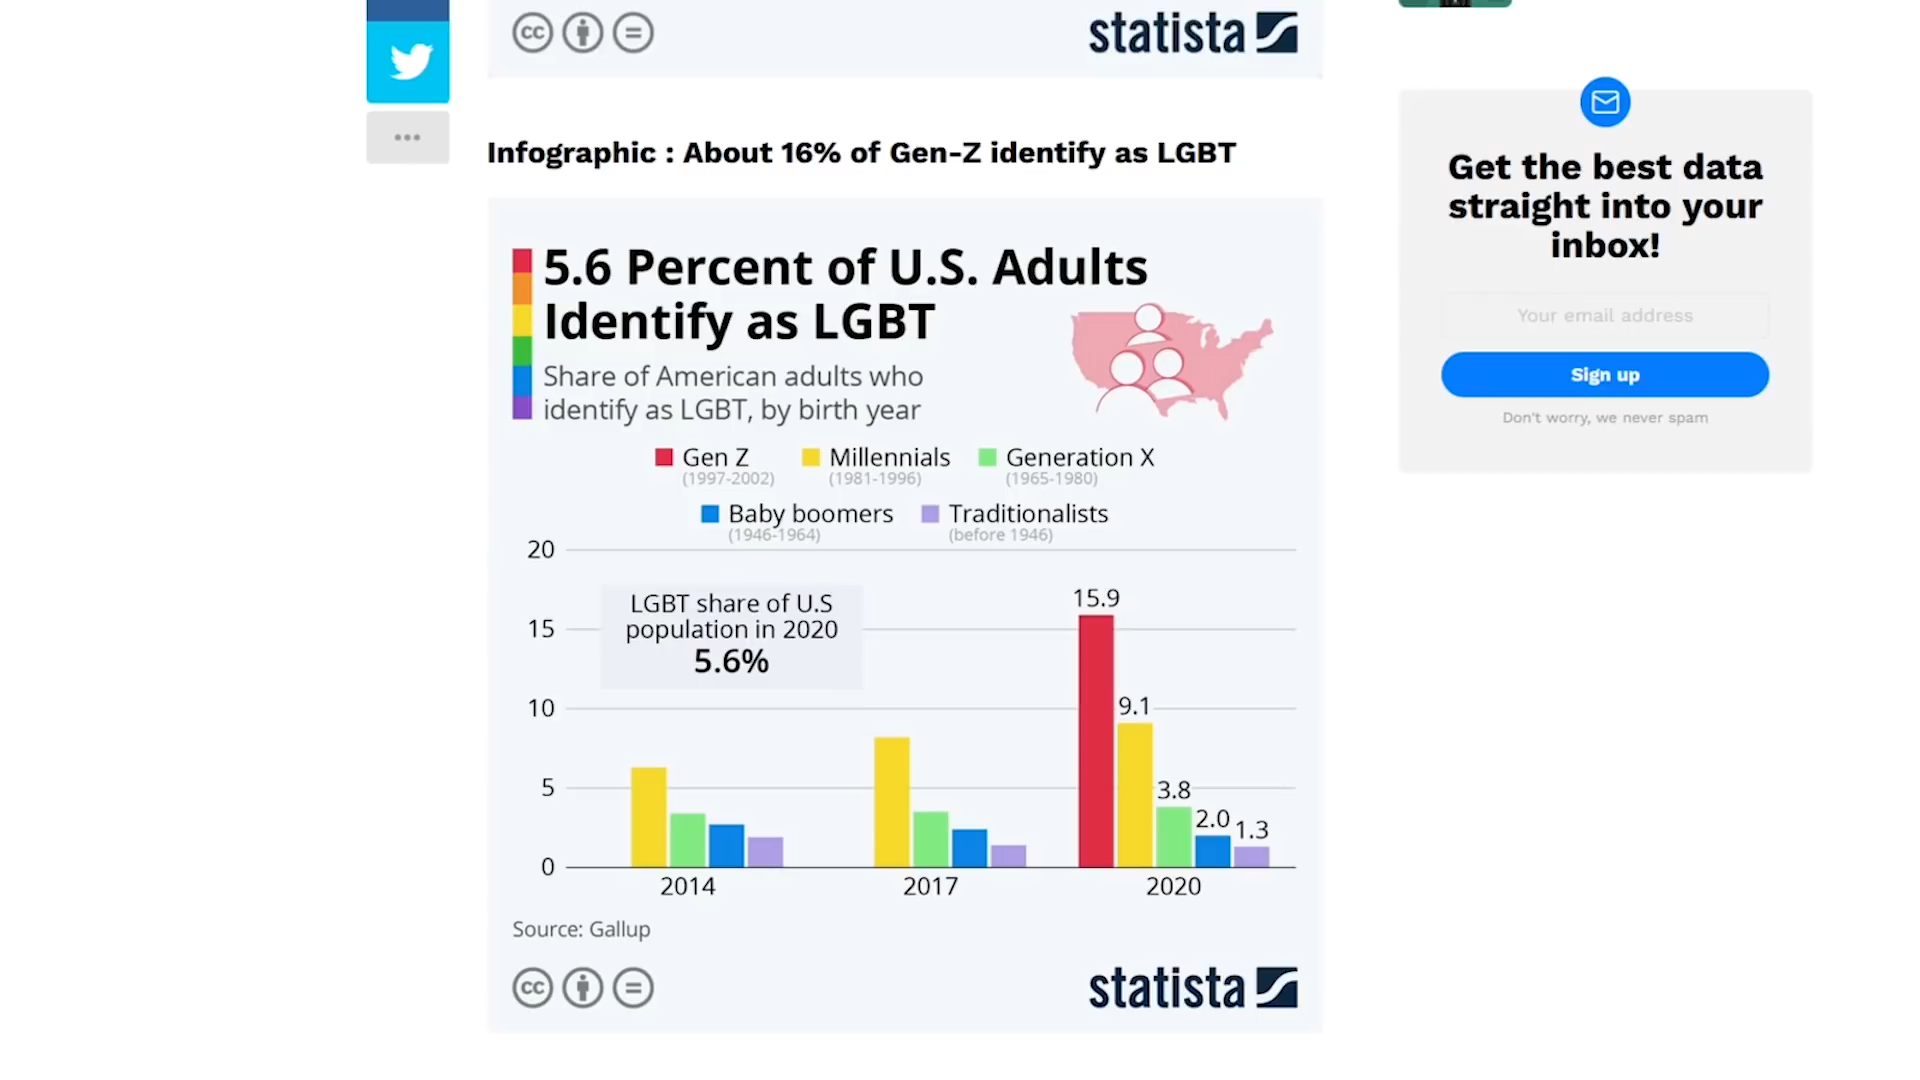 cc
statista
Infographic : About 16% of Gen-Z identify as LGBT
5.6 Percent of U.S. Adults
Identify as LGBT
Share of American adults who
identify as LGBT, by birth year
Gen Z
(1997-2002)
Millennials
(1981-1996)
Generation X
(1965-1980)
Baby boomers
(1946-1964)
Traditionalists
(before 1946)
20
15
10
5
0
LGBT share of U.S
population in 2020
5.6%
15.9
9.1
3.8
2.0
1.3
2014
2017
2020
Source: Gallup
cc
statista
Get the best data
straight into your
inbox!
Your email address
Sign up
Don't worry, we never spam